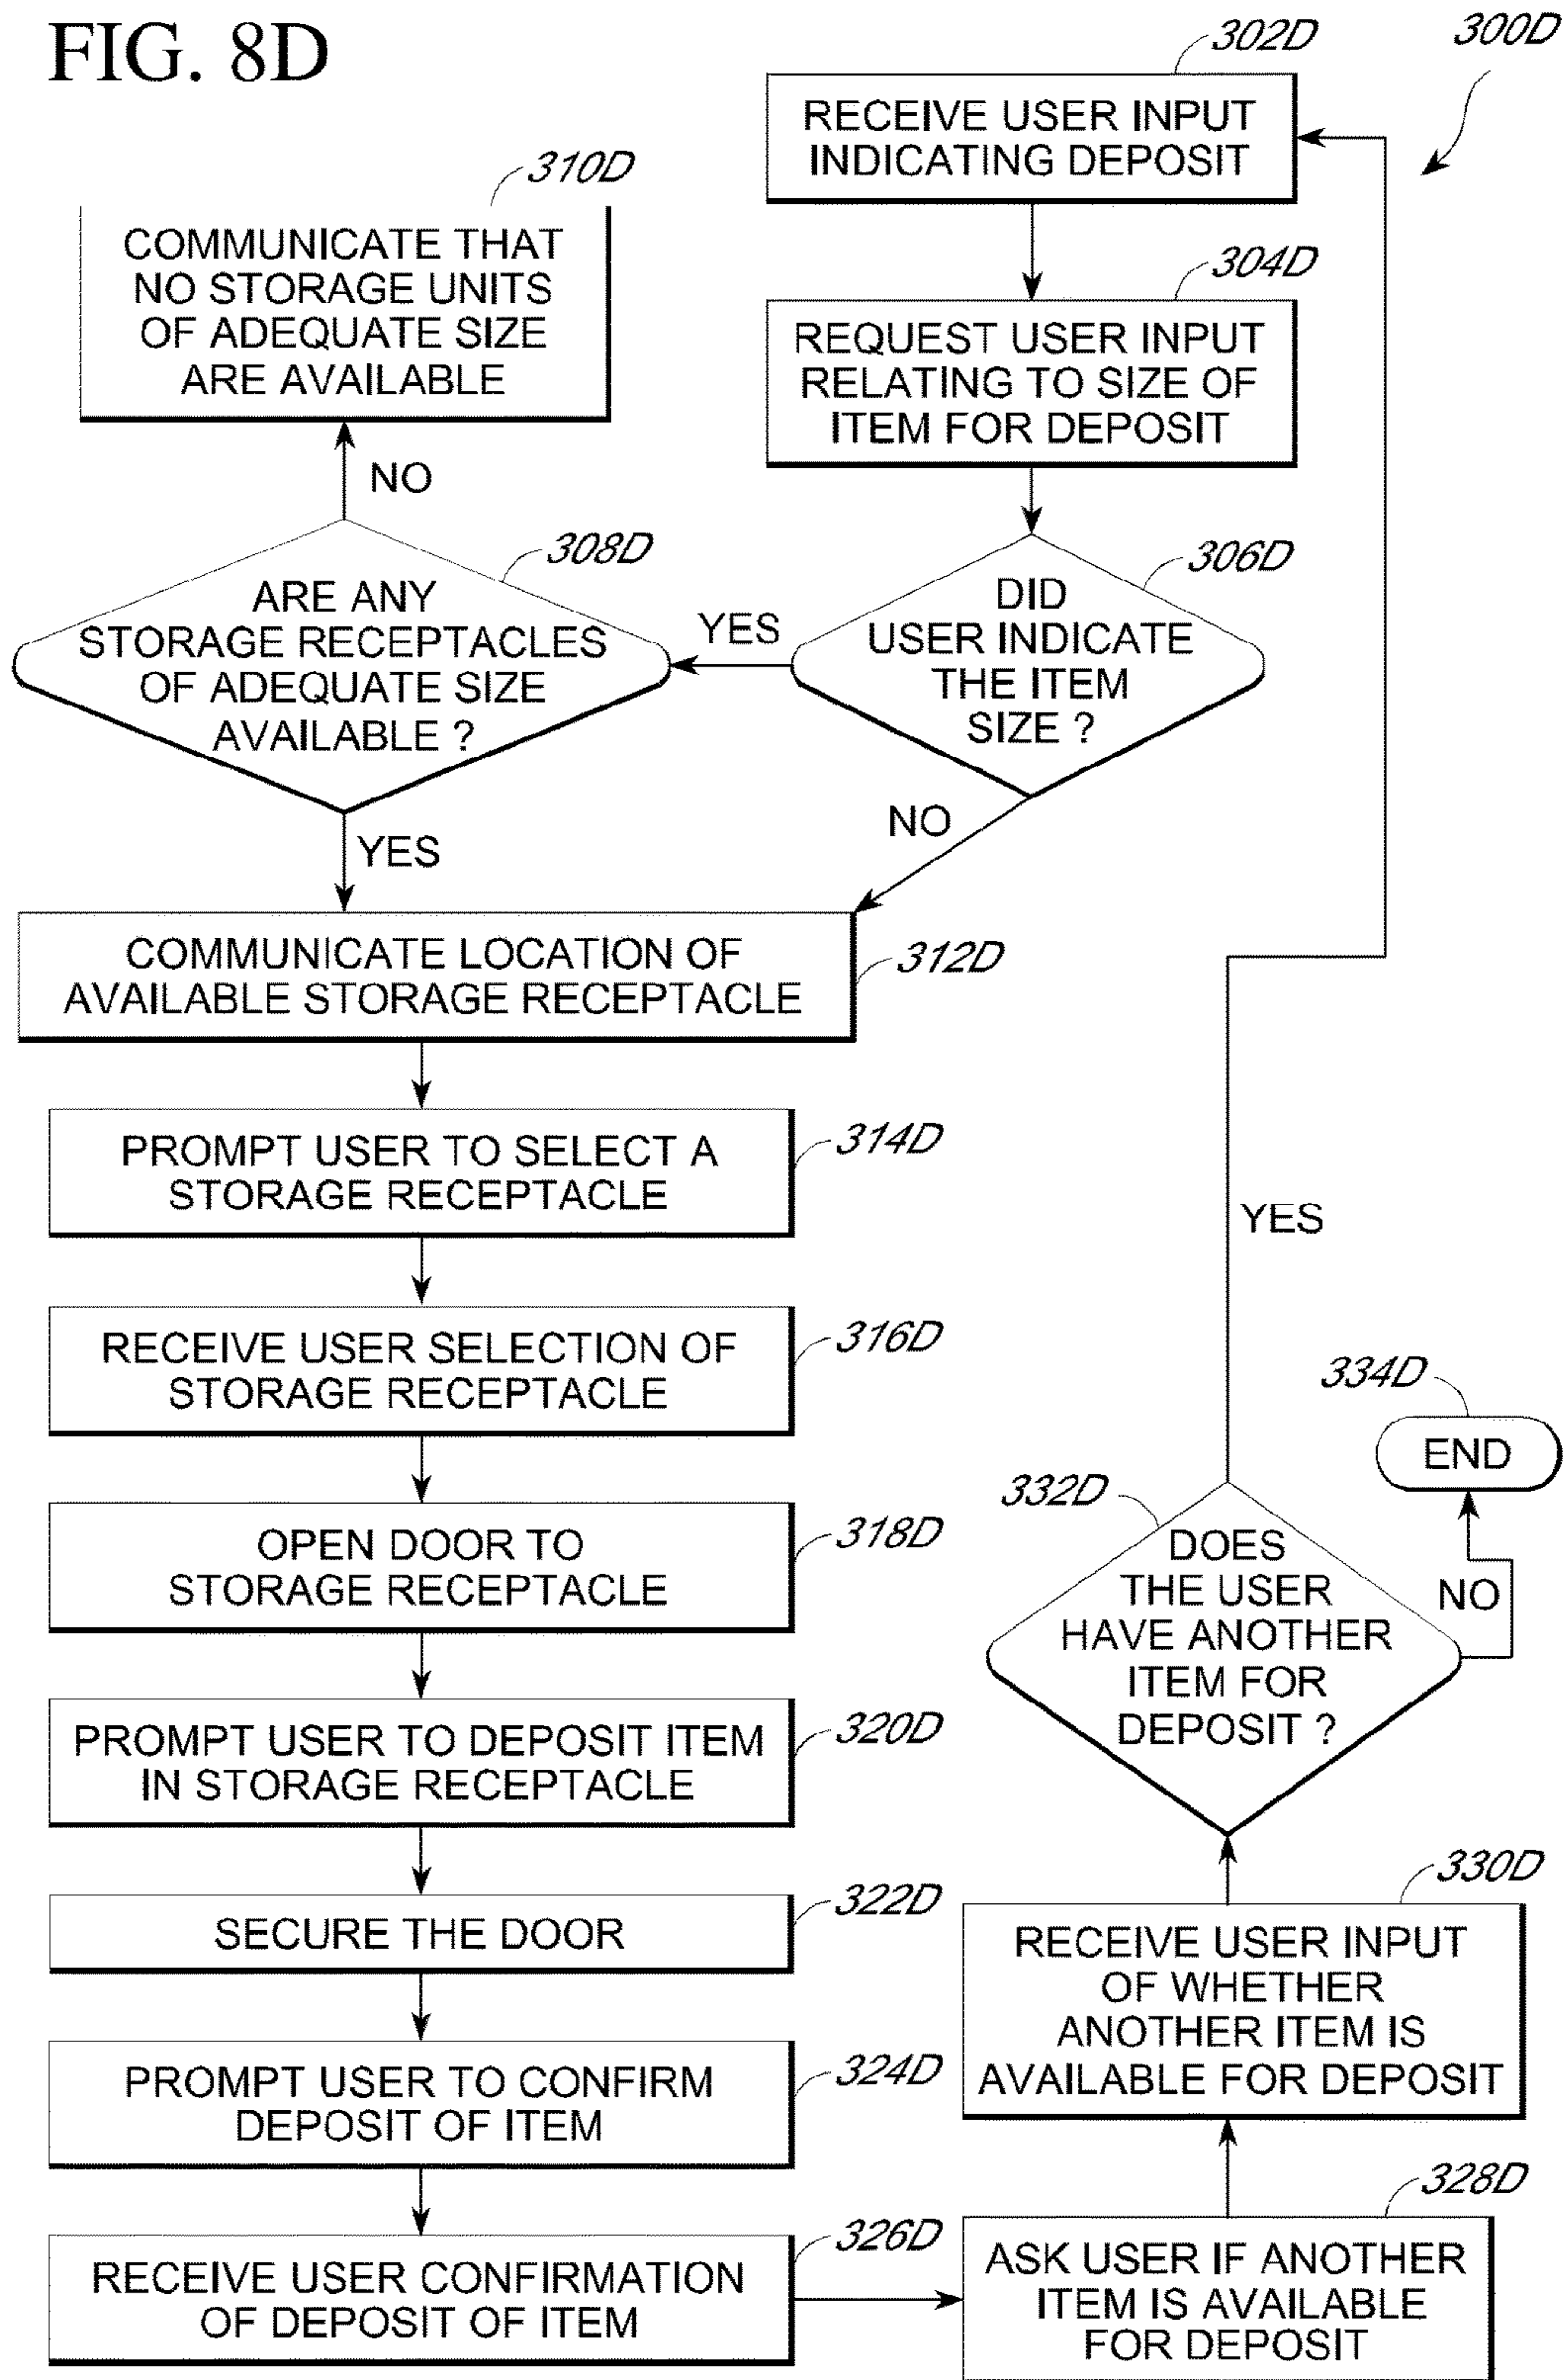 FIG. 8D
300D
302D
RECEIVE USER INPUT
INDICATING DEPOSIT
304D
REQUEST USER INPUT
RELATING TO SIZE OF
ITEM FOR DEPOSIT
306D
DID
USER INDICATE
THE ITEM
SIZE ?
YES
NO
308D
ARE ANY
STORAGE RECEPTACLES
OF ADEQUATE SIZE
AVAILABLE ?
NO
310D
COMMUNICATE THAT
NO STORAGE UNITS
OF ADEQUATE SIZE
ARE AVAILABLE
YES
312D
COMMUNICATE LOCATION OF
AVAILABLE STORAGE RECEPTACLE
314D
PROMPT USER TO SELECT A
STORAGE RECEPTACLE
316D
RECEIVE USER SELECTION OF
STORAGE RECEPTACLE
318D
OPEN DOOR TO
STORAGE RECEPTACLE
320D
PROMPT USER TO DEPOSIT ITEM
IN STORAGE RECEPTACLE
322D
SECURE THE DOOR
324D
PROMPT USER TO CONFIRM
DEPOSIT OF ITEM
326D
RECEIVE USER CONFIRMATION
OF DEPOSIT OF ITEM
328D
ASK USER IF ANOTHER
ITEM IS AVAILABLE
FOR DEPOSIT
330D
RECEIVE USER INPUT
OF WHETHER
ANOTHER ITEM IS
AVAILABLE FOR DEPOSIT
332D
DOES
THE USER
HAVE ANOTHER
ITEM FOR
DEPOSIT ?
YES
NO
334D
END